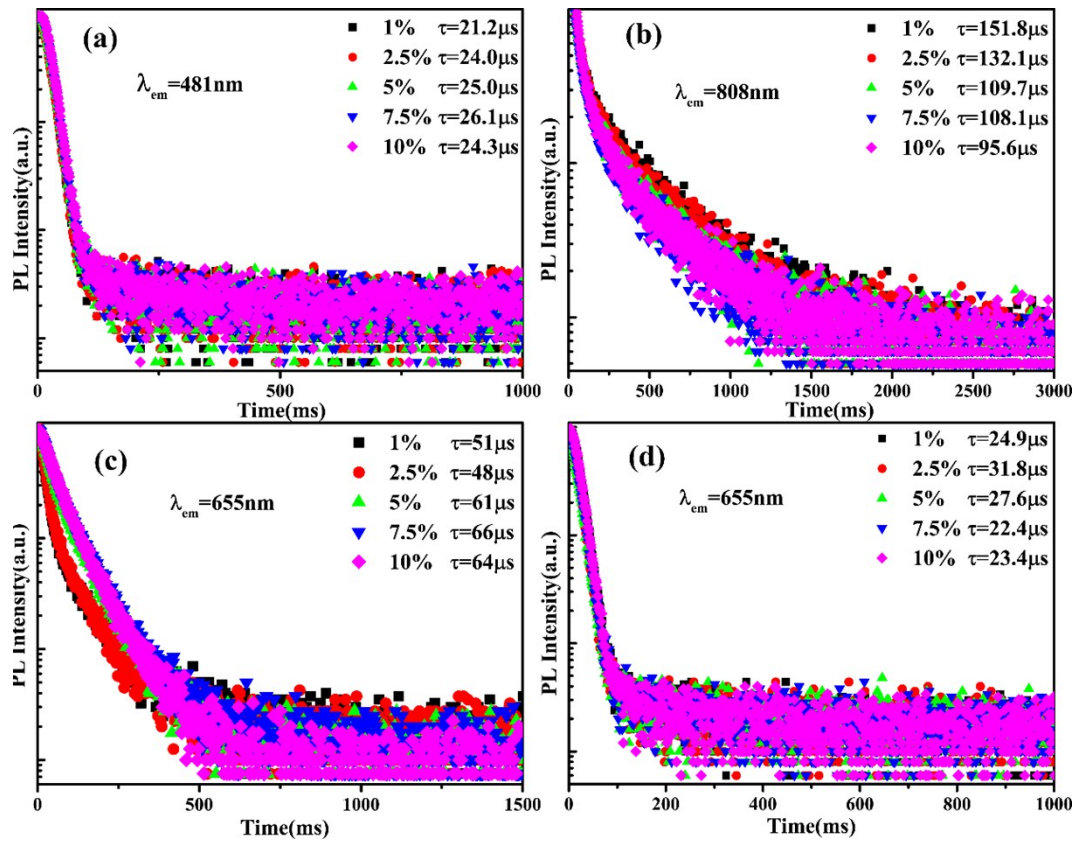 (a)
λem=481nm
1% τ=21.2μs
2.5% τ=24.0μs
5% τ=25.0μs
7.5% τ=26.1μs
10% τ=24.3μs
PL Intensity(a.u.)
0 500 1000
Time(ms)
(b)
λem=808nm
1% τ=151.8μs
2.5% τ=132.1μs
5% τ=109.7μs
7.5% τ=108.1μs
10% τ=95.6μs
PL Intensity(a.u.)
0 500 1000 1500 2000 2500 3000
Time(ms)
(c)
λem=655nm
1% τ=51μs
2.5% τ=48μs
5% τ=61μs
7.5% τ=66μs
10% τ=64μs
PL Intensity(a.u.)
0 500 1000 1500
Time(ms)
(d)
λem=655nm
1% τ=24.9μs
2.5% τ=31.8μs
5% τ=27.6μs
7.5% τ=22.4μs
10% τ=23.4μs
PL Intensity(a.u.)
0 200 400 600 800 1000
Time(ms)